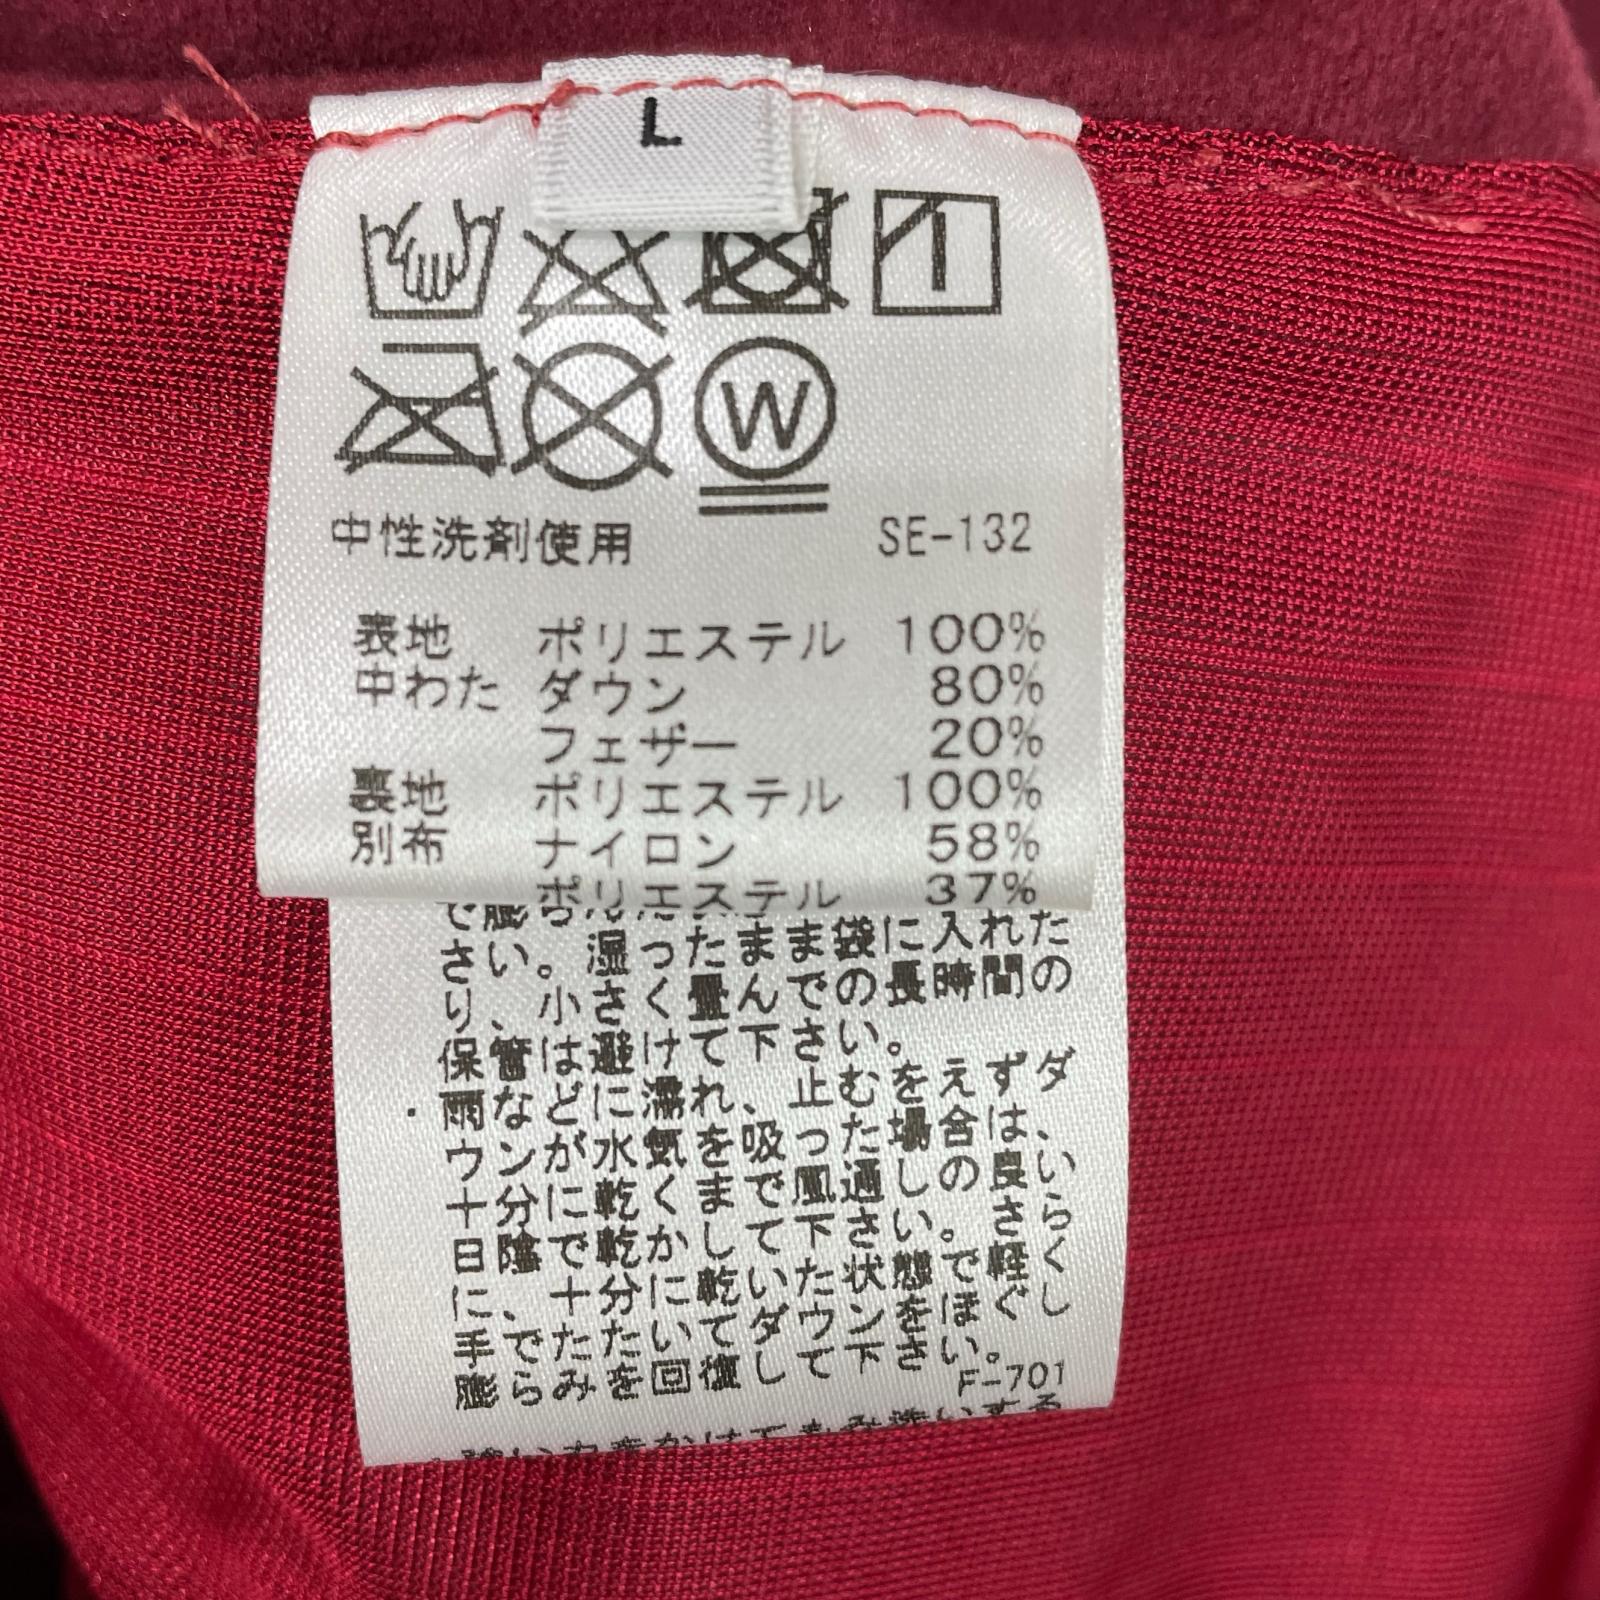 L
W
中性洗剤使用 SE-132
表地 ポリエステル 100%
中わた ダウン 80%
フェザー 20%
裏地 ポリエステル 100%
別布 ナイロン 58%
ポリエステル 37%
さい。湿ったまま袋に入れた
り、小さく畳んでの長時間の
保管は避けて下さい。
・雨などに濡れ、止むをえずダ
ウンが水気を吸った場合は、
十分に乾くまで風通しの良い
日陰で乾かして下さい。さら
に、十分に乾いた状態で軽く
手でたたいてダウンをほぐし
膨らみを回復して下さい。
F-701